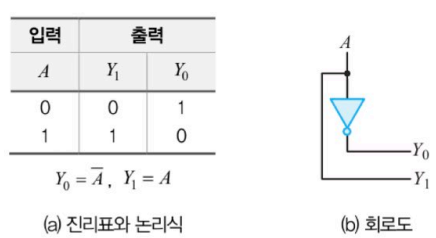 입력 출력
A Y₁ Y₀
0 0 1
1 1 0
Y₀ = A̅, Y₁ = A
(a) 진리표와 논리식
A
Y₀
Y₁
(b) 회로도